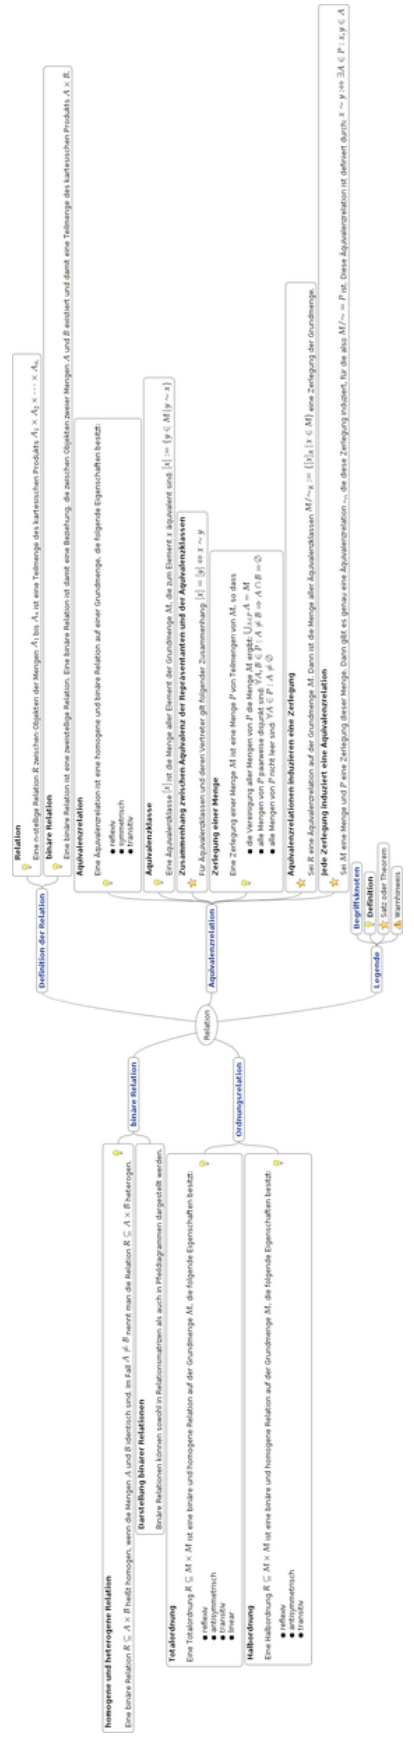 Relation
Eine n-stellige Relation R zwischen Objekten der Mengen A₁ bis Aₙ ist eine Teilmenge des kartesischen Produkts A₁ × A₂ × ⋯ × Aₙ.
binäre Relation
Eine binäre Relation ist eine zweistellige Relation. Eine binäre Relation ist damit eine Beziehung, die zwischen Objekten zweier Mengen A und B existiert und damit eine Teilmenge des kartesischen Produkts A × B.
Definition der Relation
Äquivalenzrelation
Eine Äquivalenzrelation ist eine homogene und binäre Relation auf einer Grundmenge, die folgende Eigenschaften besitzt:
• reflexiv
• symmetrisch
• transitiv
Äquivalenzklasse
Eine Äquivalenzklasse [x] ist die Menge aller Element der Grundmenge M, die zum Element x äquivalent sind: [x] := {y ∈ M | y ~ x}
Zusammenhang zwischen Äquivalenz der Repräsentanten und der Äquivalenzklassen
Für Äquivalenzklassen und deren Vertreter gilt folgender Zusammenhang: [x] = [y] ⇔ x ~ y
Zerlegung einer Menge
Eine Zerlegung einer Menge M ist eine Menge P von Teilmengen von M, so dass
• die Vereinigung aller Mengen von P die Menge M ergibt: ⋃A∈P A = M
• alle Mengen von P paarweise disjunkt sind: ∀A, B ∈ P : A ≠ B ⇒ A ∩ B = ∅
• alle Mengen von P nicht leer sind: ∀A ∈ P : A ≠ ∅
Äquivalenzrelationen induzieren eine Zerlegung
Sei R eine Äquivalenzrelation auf der Grundmenge M. Dann ist die Menge aller Äquivalenzklassen M/~R := {[x]R | x ∈ M} eine Zerlegung der Grundmenge.
Jede Zerlegung induziert eine Äquivalenzrelation
Sei M eine Menge und P eine Zerlegung dieser Menge. Dann gibt es genau eine Äquivalenzrelation ~, die diese Zerlegung induziert, für die also M/~ = P ist. Diese Äquivalenzrelation ist definiert durch: x ~ y :⇔ ∃A ∈ P : x, y ∈ A
Äquivalenzrelation
Begriffsknoten
Definition
Satz oder Theorem
Warnhinweis
Legende
Relation
binäre Relation
homogene und heterogene Relation
Eine binäre Relation R ⊆ A × B heißt homogen, wenn die Mengen A und B identisch sind. Im Fall A ≠ B nennt man die Relation R ⊆ A × B heterogen.
Darstellung binärer Relationen
Binäre Relationen können sowohl in Relationsmatrizen als auch in Pfeildiagrammen dargestellt werden.
Ordnungsrelation
Totalordnung
Eine Totalordnung R ⊆ M × M ist eine binäre und homogene Relation auf der Grundmenge M, die folgende Eigenschaften besitzt:
• reflexiv
• antisymmetrisch
• transitiv
• linear
Halbordnung
Eine Halbordnung R ⊆ M × M ist eine binäre und homogene Relation auf der Grundmenge M, die folgende Eigenschaften besitzt:
• reflexiv
• antisymmetrisch
• transitiv